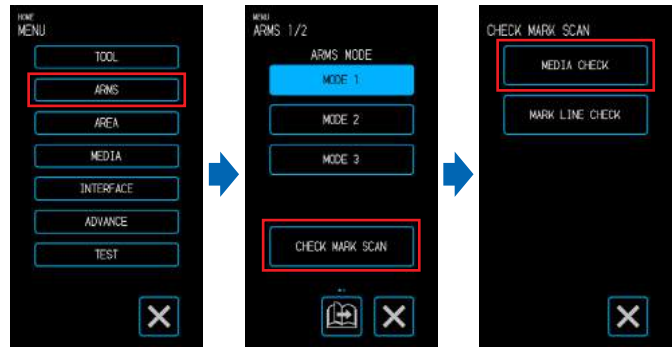 HOME
MENU
TOOL
ARMS
AREA
MEDIA
INTERFACE
ADVANCE
TEST
MENU
ARMS 1/2
ARMS MODE
MODE 1
MODE 2
MODE 3
CHECK MARK SCAN
CHECK MARK SCAN
MEDIA CHECK
MARK LINE CHECK